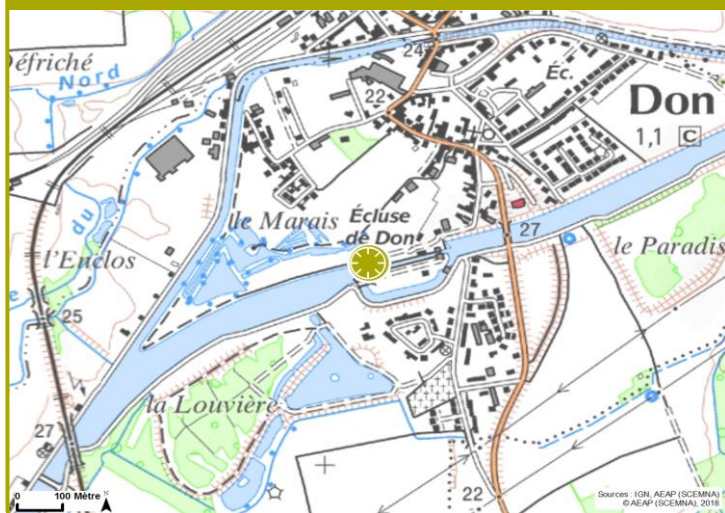 Défriché
Nord
24
22
Éc.
Don
1,1 C
le Marais
Écluse
de Don
27
le Paradis
l'Enclos
du
25
la Louvière
27
22
0 100 Mètre
N
Sources : IGN, AEAP (SCEMNA)
© AEAP (SCEMNA), 2018